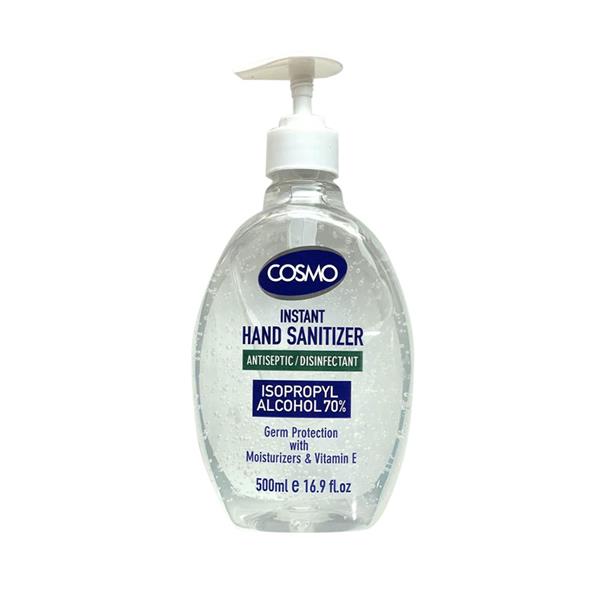 COSMO
INSTANT
HAND SANITIZER
ANTISEPTIC/DISINFECTANT
ISOPROPYL
ALCOHOL 70%
Germ Protection
with
Moisturizers & Vitamin E
500ml e 16.9 fl.oz